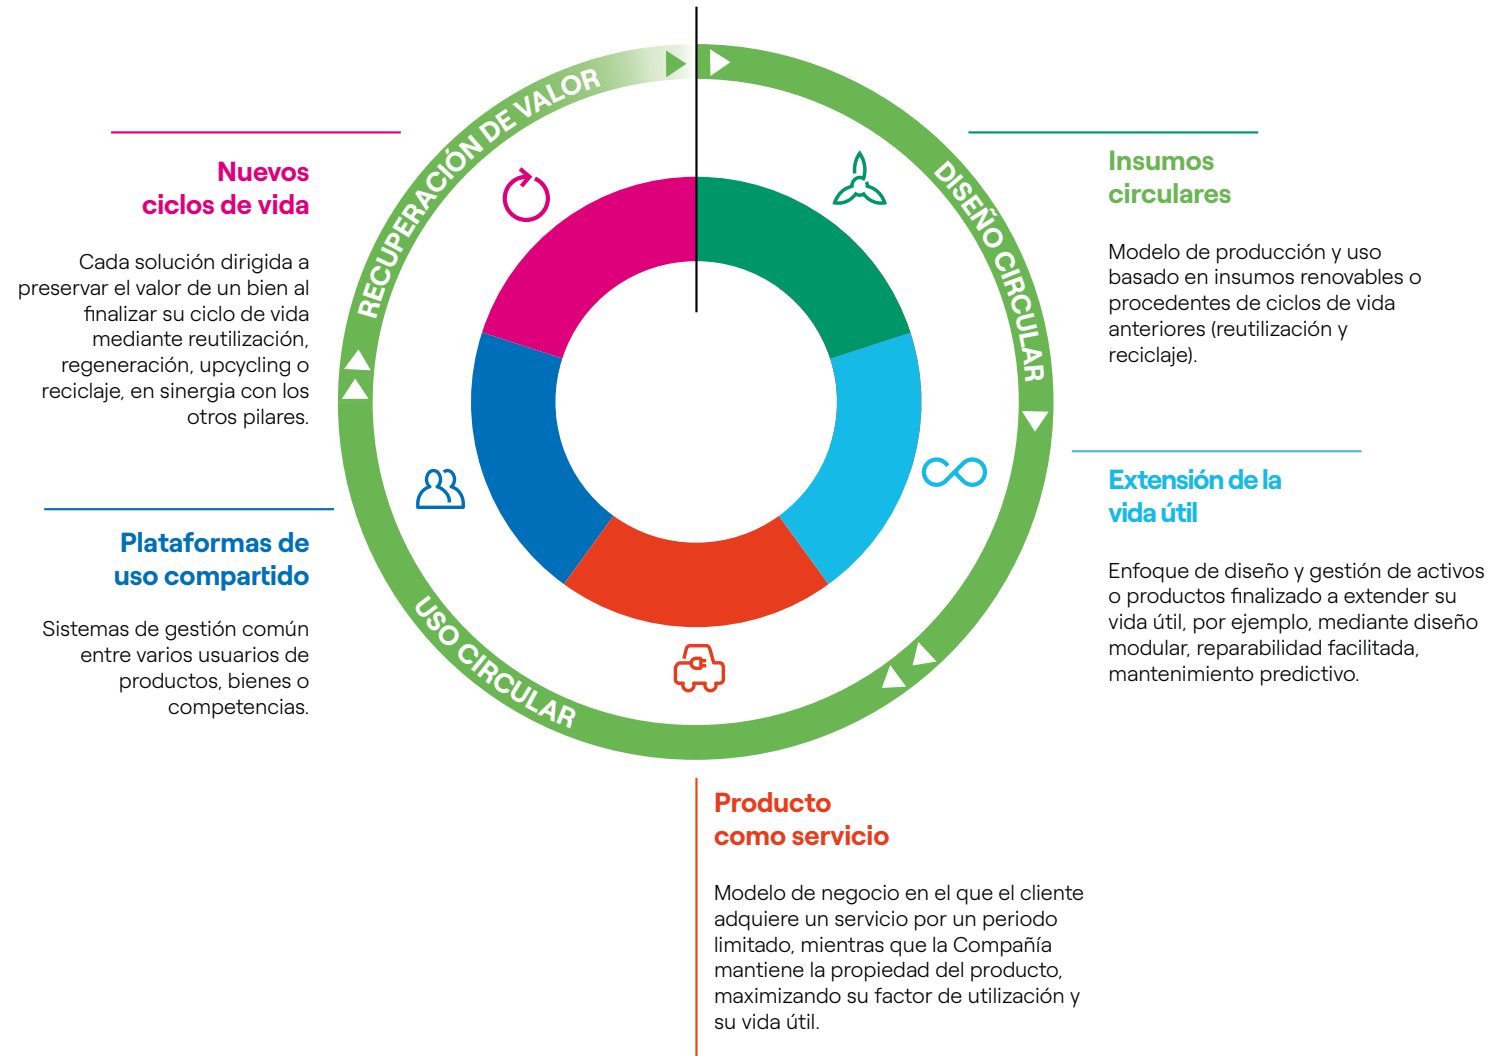 RECUPERACIÓN DE VALOR
DISEÑO CIRCULAR
USO CIRCULAR
Nuevos
ciclos de vida
Cada solución dirigida a
preservar el valor de un bien al
finalizar su ciclo de vida
mediante reutilización,
regeneración, upcycling o
reciclaje, en sinergia con los
otros pilares.
Insumos
circulares
Modelo de producción y uso
basado en insumos renovables o
procedentes de ciclos de vida
anteriores (reutilización y
reciclaje).
Extensión de la
vida útil
Enfoque de diseño y gestión de activos
o productos finalizado a extender su
vida útil, por ejemplo, mediante diseño
modular, reparabilidad facilitada,
mantenimiento predictivo.
Plataformas de
uso compartido
Sistemas de gestión común
entre varios usuarios de
productos, bienes o
competencias.
Producto
como servicio
Modelo de negocio en el que el cliente
adquiere un servicio por un periodo
limitado, mientras que la Compañía
mantiene la propiedad del producto,
maximizando su factor de utilización y
su vida útil.